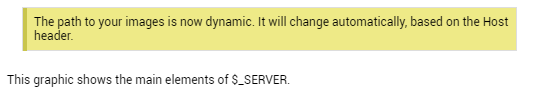 The path to your images is now dynamic. It will change automatically, based on the Host
header.
This graphic shows the main elements of $_SERVER.